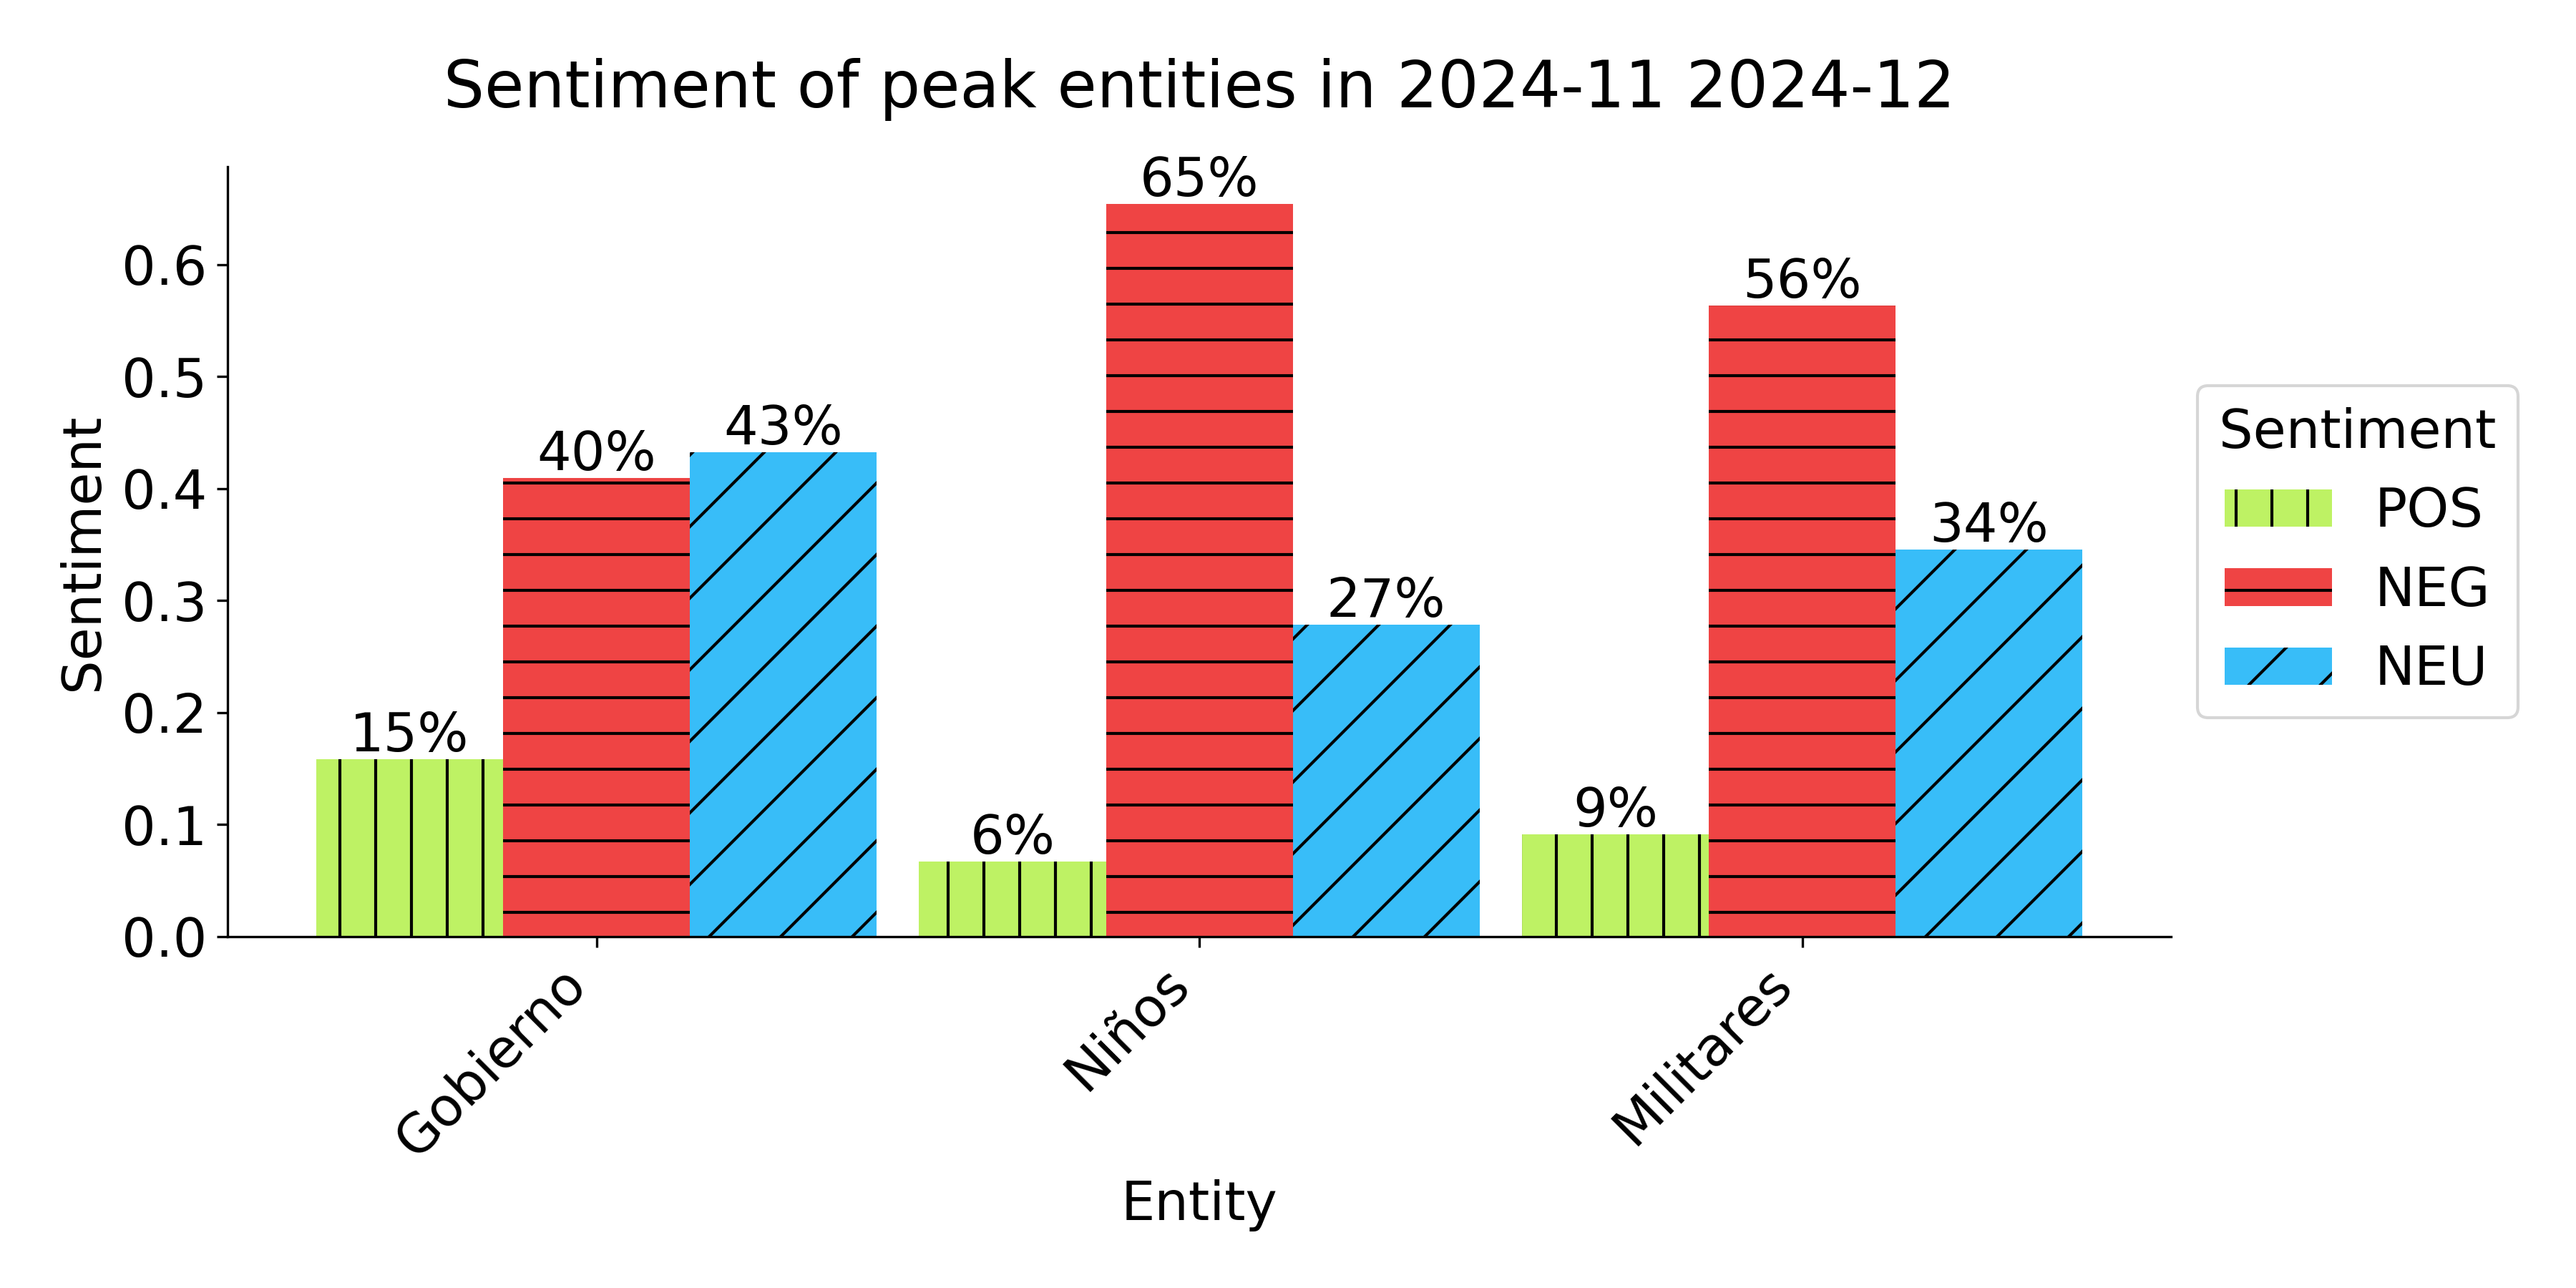 Sentiment of peak entities in 2024-11 2024-12
Sentiment
0.6
0.5
0.4
0.3
0.2
0.1
0.0
15%
40%
43%
6%
65%
27%
9%
56%
34%
Gobierno
Niños
Militares
Entity
Sentiment
POS
NEG
NEU